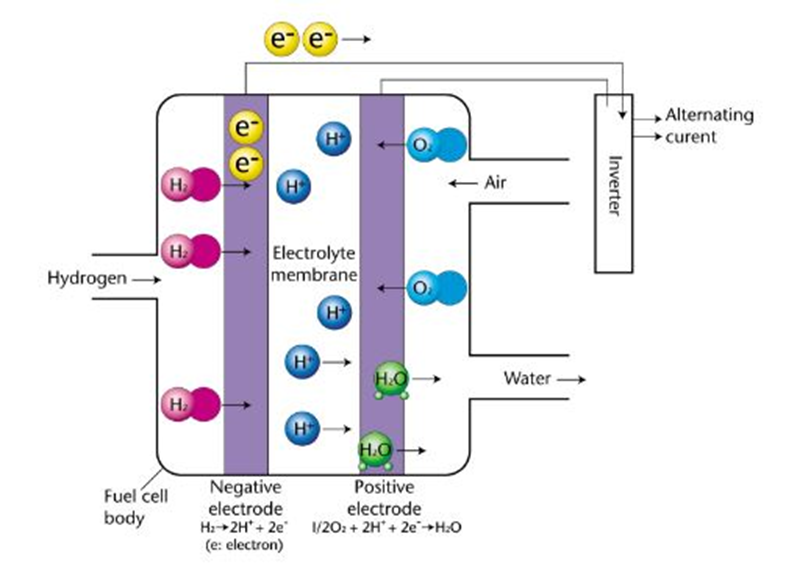 e⁻ e⁻
e⁻
e⁻
H⁺
O₂
Alternating
curent
H₂
H⁺
Air
Inverter
H₂
Electrolyte
membrane
Hydrogen
O₂
H⁺
H⁺
H₂O
Water
H₂
H⁺
H₂O
Fuel cell
body
Negative
electrode
H₂→2H⁺ + 2e⁻
(e: electron)
Positive
electrode
1/2O₂ + 2H⁺ + 2e⁻→H₂O